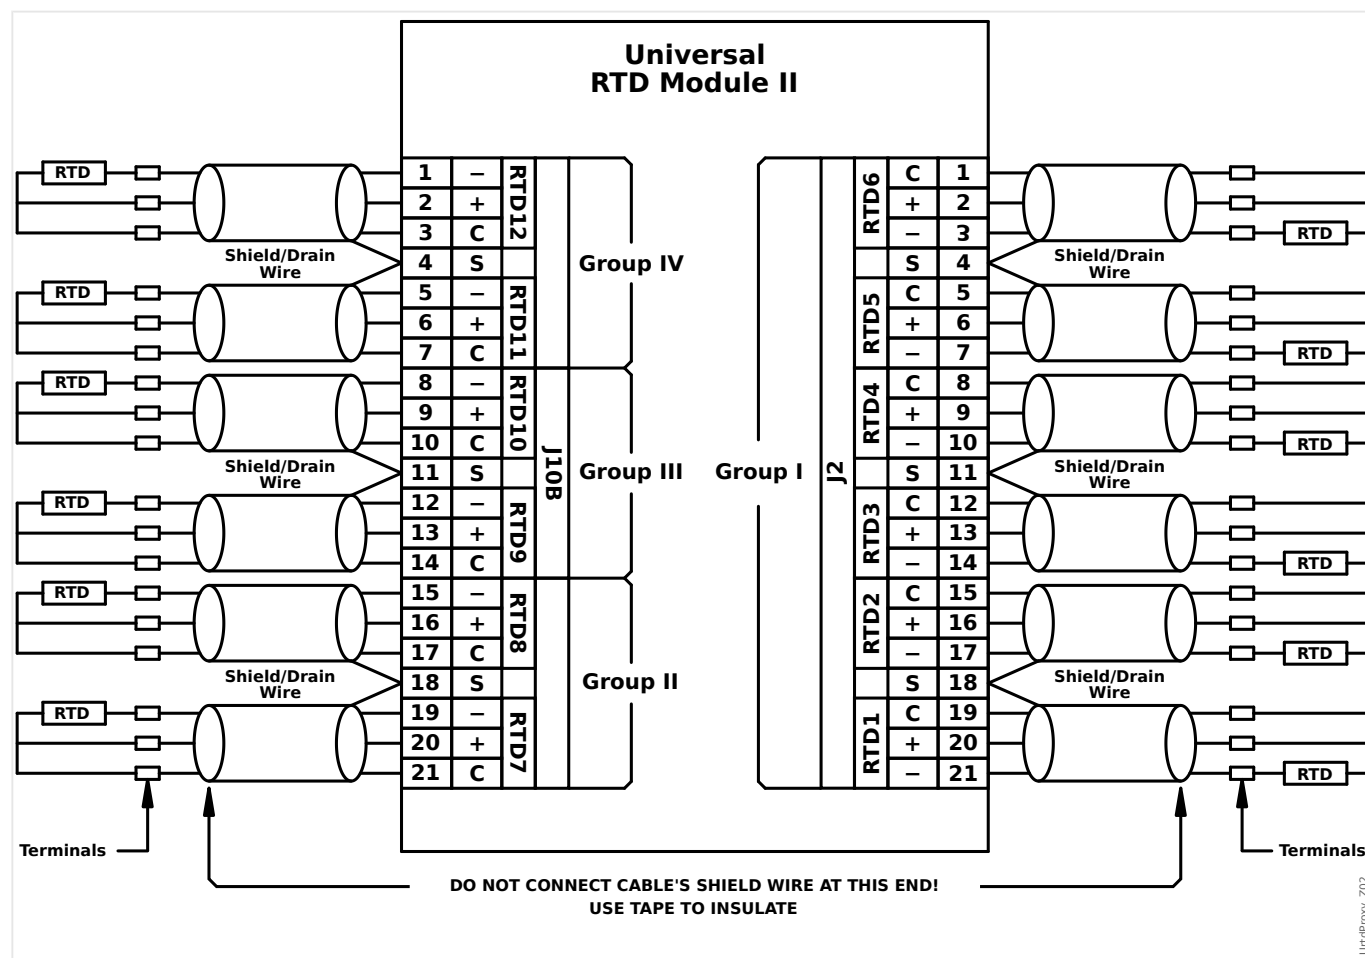 Universal
RTD Module II
RTD 1 − RTD12 C 1
RTD6
2 + + 2
3 C − 3 RTD
Shield/Drain
Wire
4 S Group IV S 4
Shield/Drain
Wire
RTD 5 − RTD11 C 5
RTD5
6 + + 6
7 C − 7 RTD
RTD 8 − RTD10 C 8
RTD4
9 + + 9
10 C − 10 RTD
Shield/Drain
Wire
11 S J10B Group III Group I J2 S 11
Shield/Drain
Wire
RTD 12 − RTD9 C 12
RTD3
13 + + 13
14 C − 14 RTD
RTD 15 − RTD8 C 15
RTD2
16 + + 16
17 C − 17 RTD
Shield/Drain
Wire
18 S Group II S 18
Shield/Drain
Wire
RTD 19 − RTD7 C 19
RTD1
20 + + 20
21 C − 21 RTD
Terminals
Terminals
DO NOT CONNECT CABLE'S SHIELD WIRE AT THIS END!
USE TAPE TO INSULATE
UrtdProxy_Z02